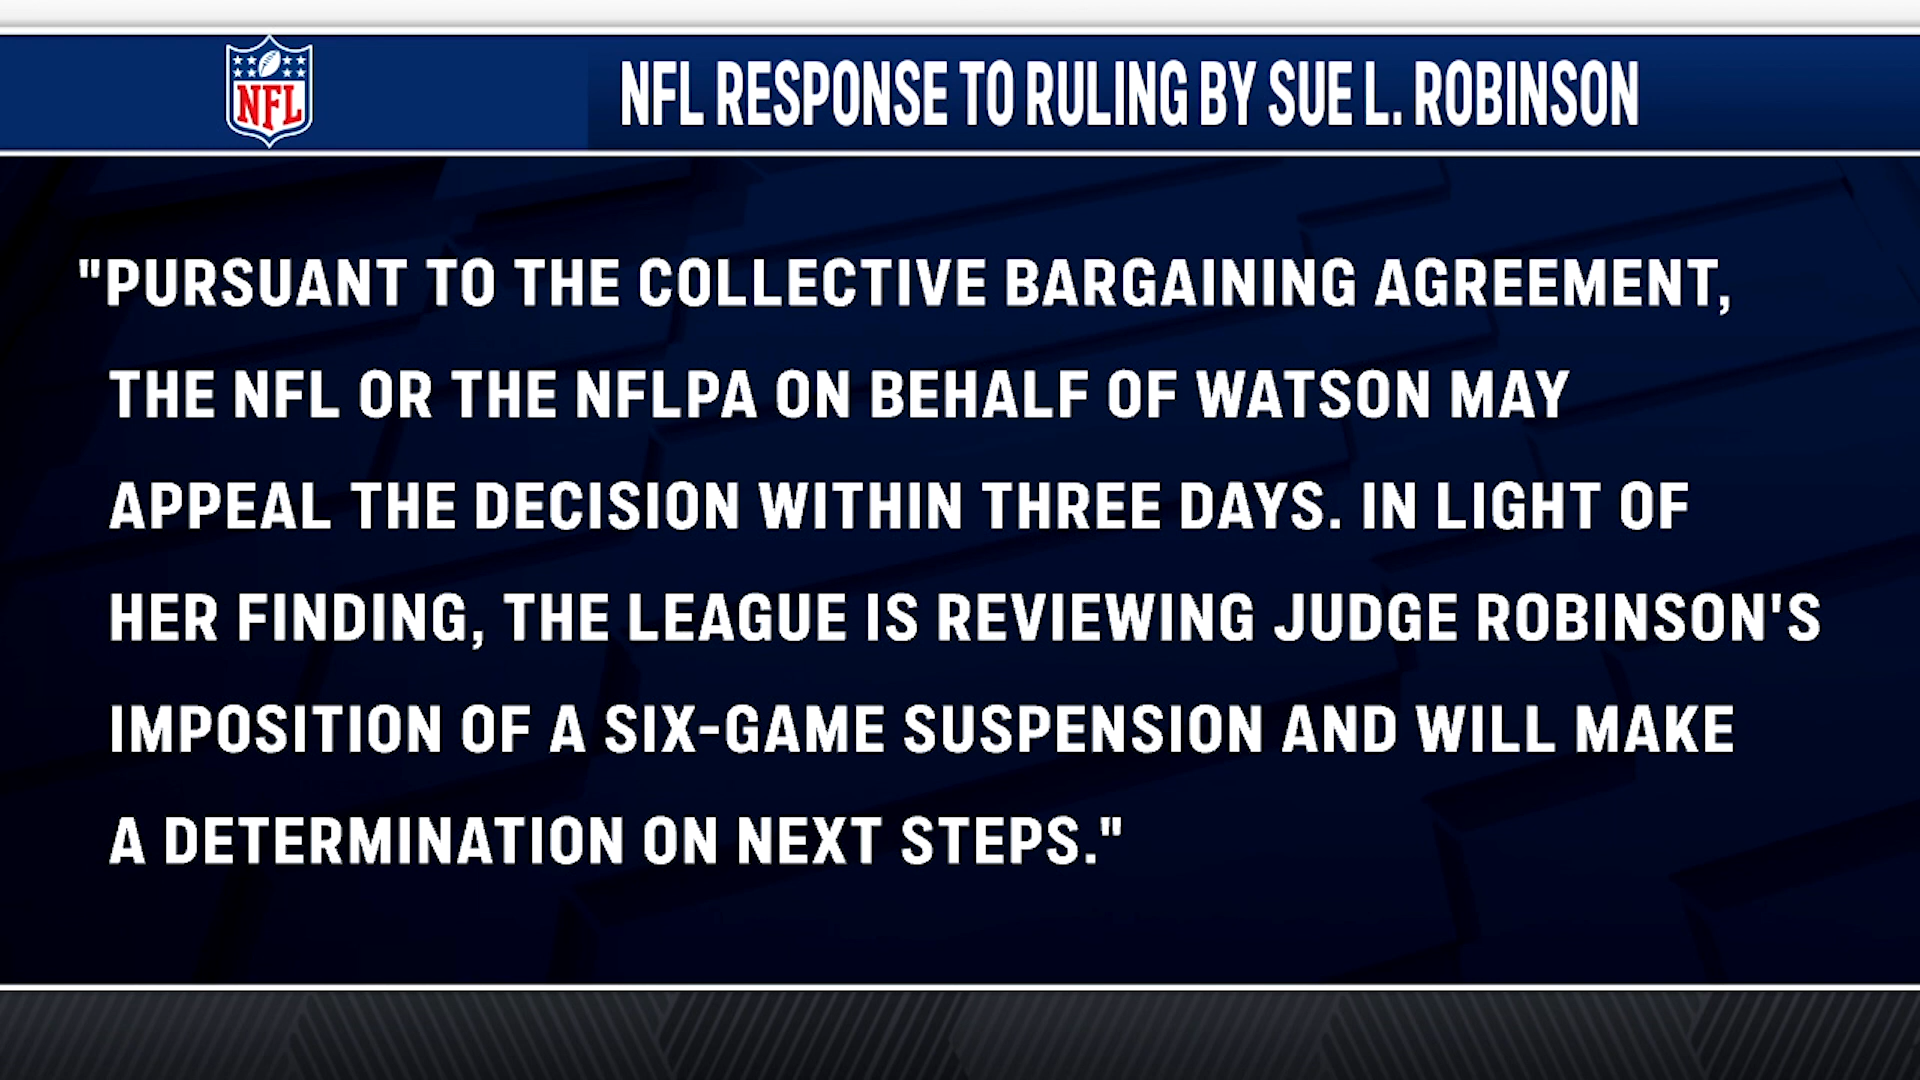 NFL
NFL RESPONSE TO RULING BY SUE L. ROBINSON
"PURSUANT TO THE COLLECTIVE BARGAINING AGREEMENT,
THE NFL OR THE NFLPA ON BEHALF OF WATSON MAY
APPEAL THE DECISION WITHIN THREE DAYS. IN LIGHT OF
HER FINDING, THE LEAGUE IS REVIEWING JUDGE ROBINSON'S
IMPOSITION OF A SIX-GAME SUSPENSION AND WILL MAKE
A DETERMINATION ON NEXT STEPS."